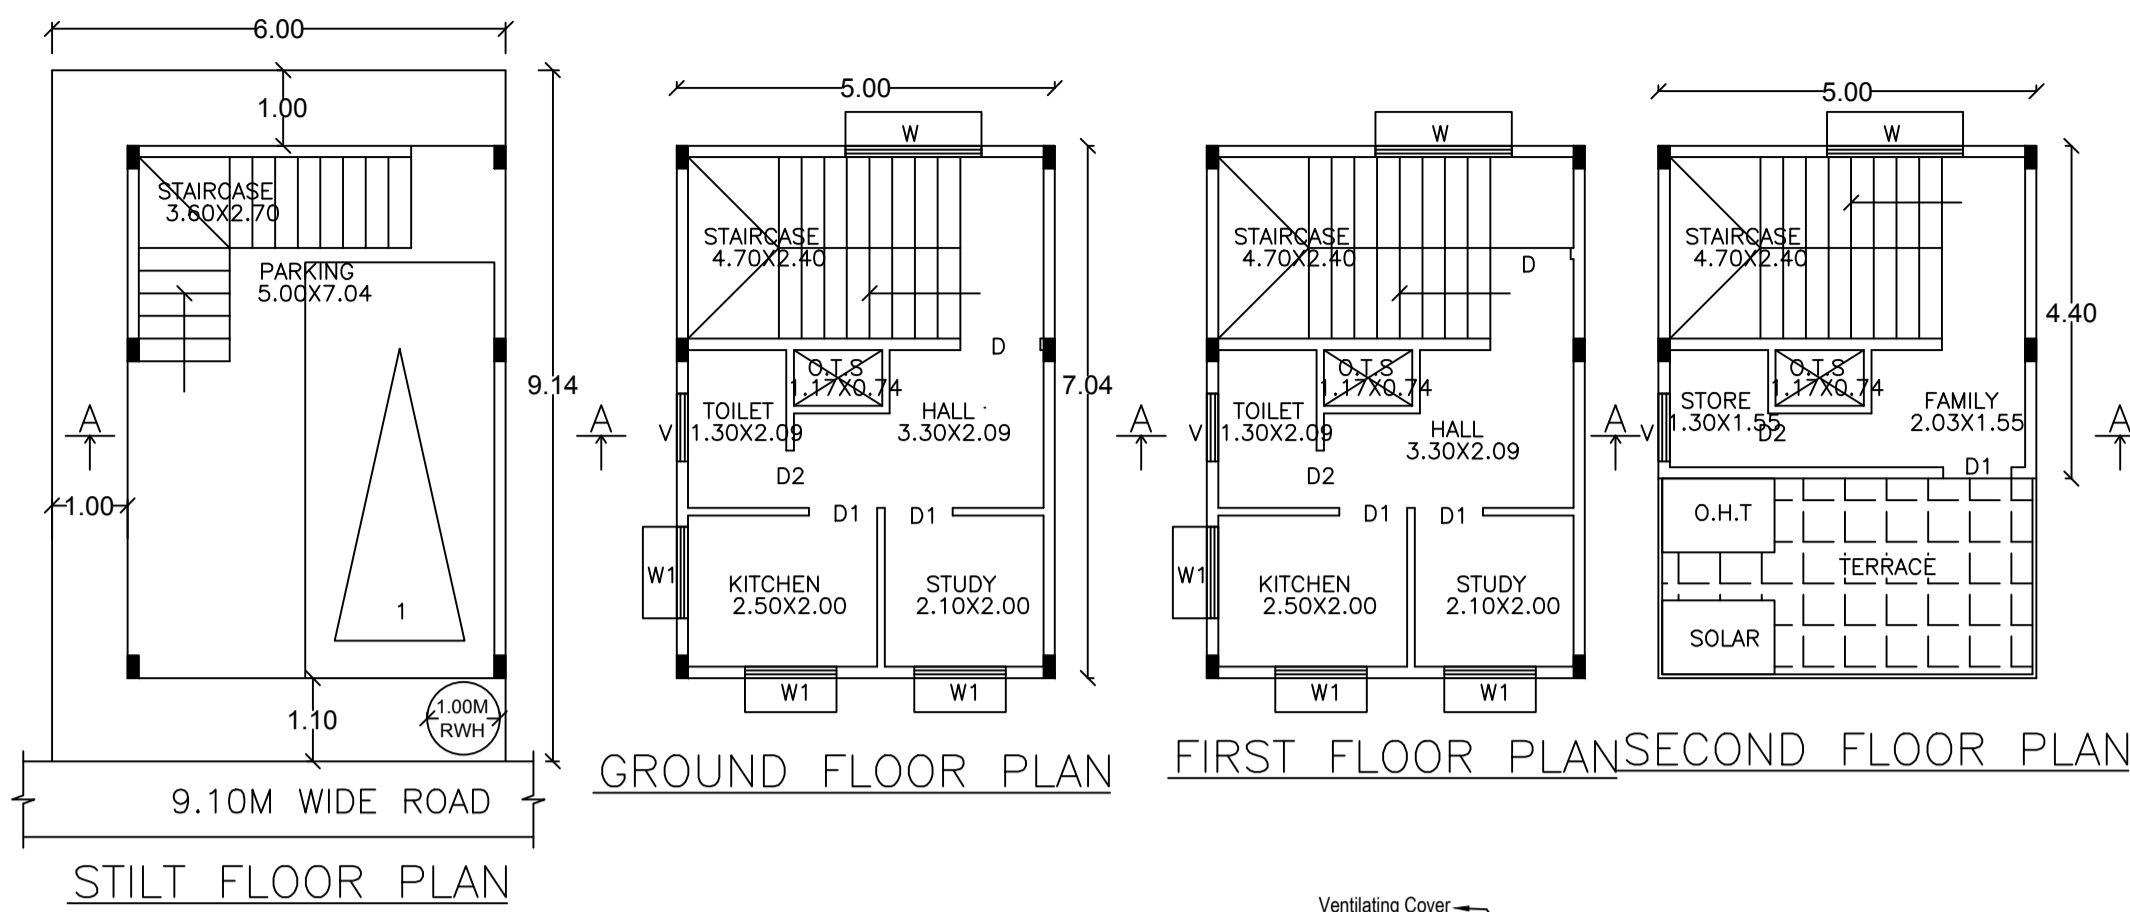 6.00
1.00
STAIRCASE
3.60X2.70
PARKING
5.00X7.04
9.14
A
1.00
1
1.10
1.00M
RWH
9.10M WIDE ROAD
STILT FLOOR PLAN
5.00
W
STAIRCASE
4.70X2.40
D
O.T.S
1.17X0.74
7.04
TOILET
1.30X2.09
HALL
3.30X2.09
A
V
D2
D1
D1
W1
KITCHEN
2.50X2.00
STUDY
2.10X2.00
W1
W1
GROUND FLOOR PLAN
W
STAIRCASE
4.70X2.40
D
O.T.S
1.17X0.74
TOILET
1.30X2.09
HALL
3.30X2.09
A
V
D2
D1
D1
W1
KITCHEN
2.50X2.00
STUDY
2.10X2.00
W1
W1
FIRST FLOOR PLAN
5.00
W
STAIRCASE
4.70X2.40
4.40
O.T.S
1.17X0.74
STORE
1.30X1.55
FAMILY
2.03X1.55
A
V
D2
A
D1
O.H.T
TERRACE
SOLAR
SECOND FLOOR PLAN
Ventilating Cover